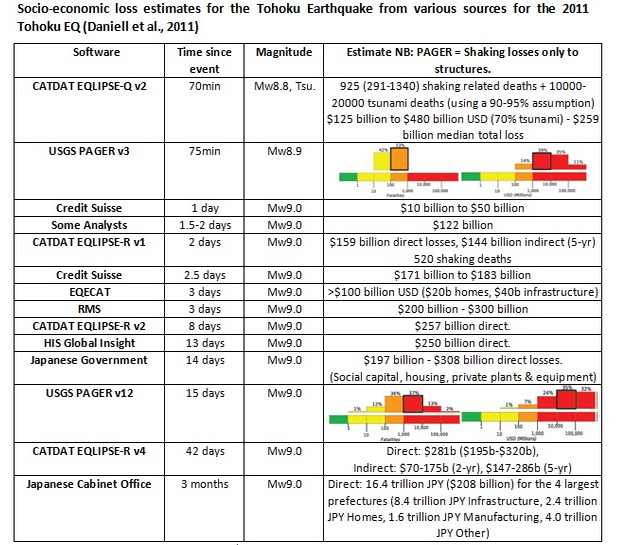 Socio-economic loss estimates for the Tohoku Earthquake from various sources for the 2011
Tohoku EQ (Daniell et al., 2011)
Software
Time since
event
Magnitude
Estimate NB: PAGER = Shaking losses only to
structures.
CATDAT EQLIPSE-Q v2
70min
Mw8.8, Tsu.
925 (291-1340) shaking related deaths + 10000-
20000 tsunami deaths (using a 90-95% assumption)
$125 billion to $480 billion USD (70% tsunami) - $259
billion median total loss
USGS PAGER v3
75min
Mw8.9
42%
14%
39%
35%
11%
1
10
100
1,000
10,000
100,000
Fatalities
1
10
100
1,000
10,000
100,000
USD (Millions)
Credit Suisse
1 day
Mw9.0
$10 billion to $50 billion
Some Analysts
1.5-2 days
Mw9.0
$122 billion
CATDAT EQLIPSE-R v1
2 days
Mw9.0
$159 billion direct losses, $144 billion indirect (5-yr)
520 shaking deaths
Credit Suisse
2.5 days
Mw9.0
$171 billion to $183 billion
EQECAT
3 days
Mw9.0
>$100 billion USD ($20b homes, $40b infrastructure)
RMS
3 days
Mw9.0
$200 billion - $300 billion
CATDAT EQLIPSE-R v2
8 days
Mw9.0
$257 billion direct.
HIS Global Insight
13 days
Mw9.0
$250 billion direct.
Japanese Government
14 days
Mw9.0
$197 billion - $308 billion direct losses.
(Social capital, housing, private plants & equipment)
USGS PAGER v12
15 days
Mw9.0
1%
12%
36%
37%
13%
2%
1%
7%
24%
35%
32%
1
10
100
1,000
10,000
100,000
Fatalities
1
10
100
1,000
10,000
100,000
USD (Millions)
CATDAT EQLIPSE-R v4
42 days
Mw9.0
Direct: $281b ($195b-$320b),
Indirect: $70-175b (2-yr), $147-286b (5-yr)
Japanese Cabinet Office
3 months
Mw9.0
Direct: 16.4 trillion JPY ($208 billion) for the 4 largest
prefectures (8.4 trillion JPY Infrastructure, 2.4 trillion
JPY Homes, 1.6 trillion JPY Manufacturing, 4.0 trillion
JPY Other)